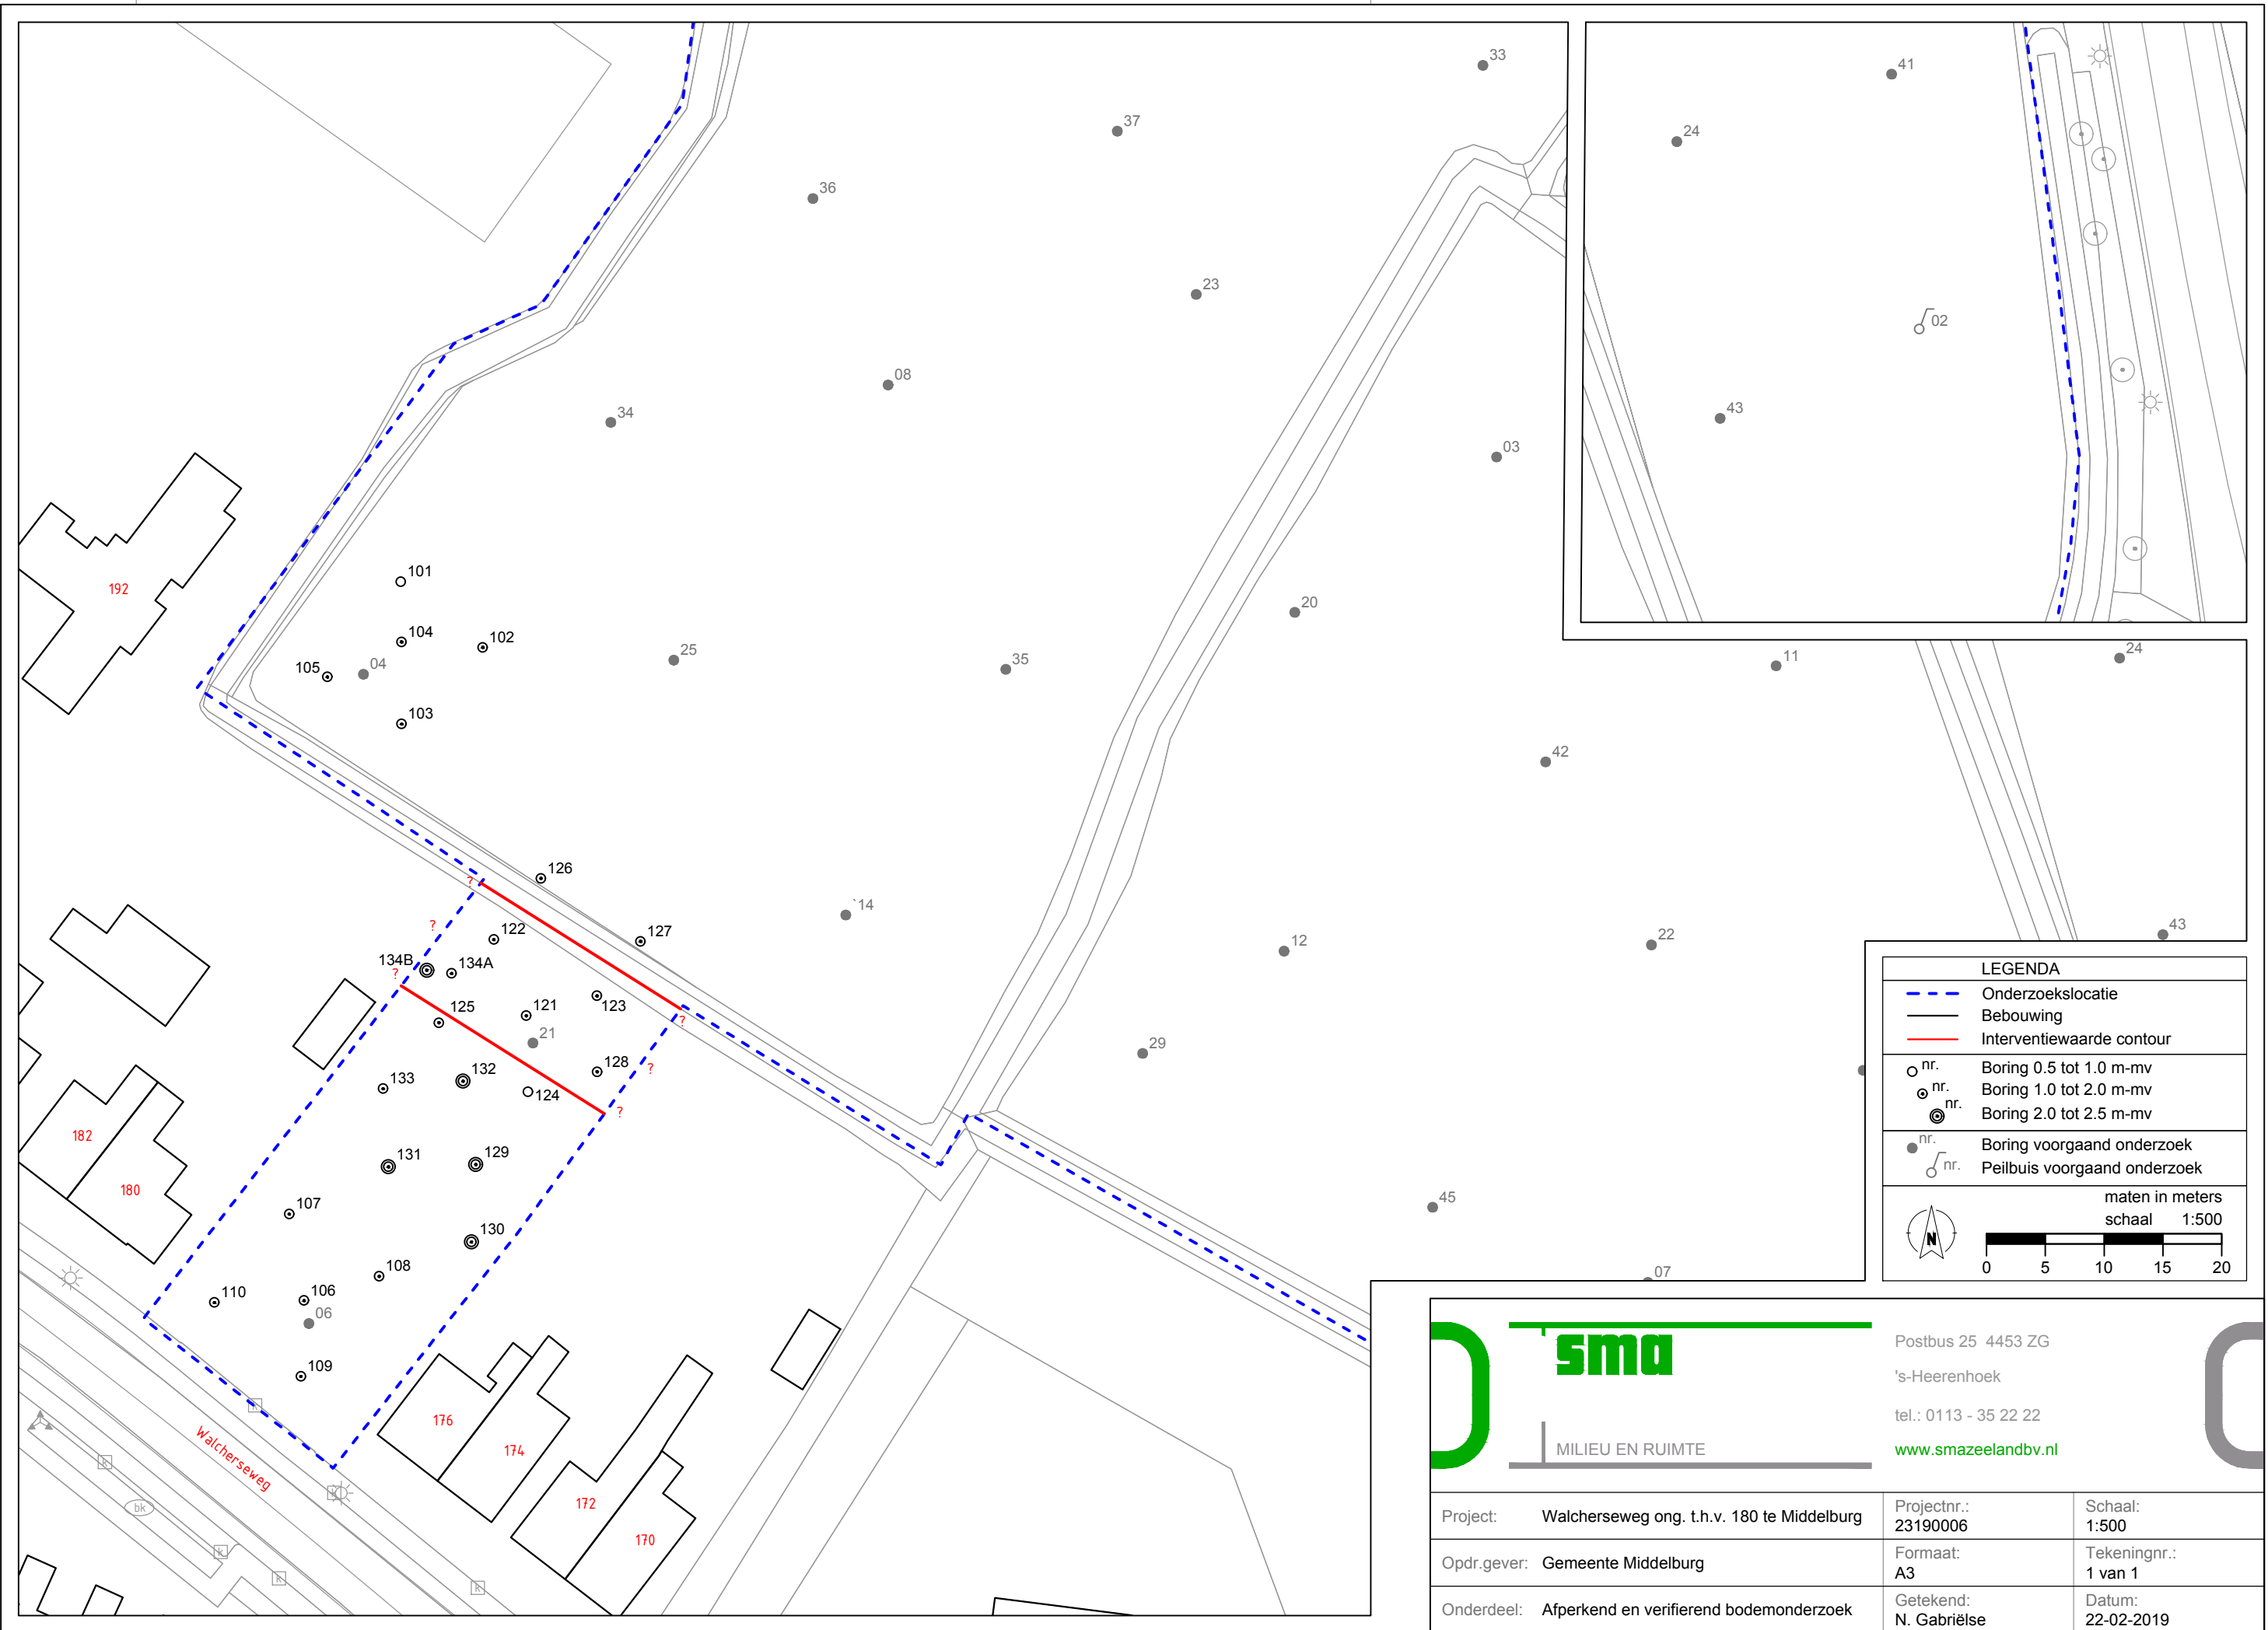 33
37
36
23
08
34
03
101
104
102
105
04
103
25
35
20
11
24
42
126
127
`14
12
22
43
?
?
122
134B
134A
?
125
121
123
21
?
128
?
133
132
124
?
29
131
129
107
130
108
110
106
06
109
45
07
192
182
180
176
174
172
170
Walcherseweg
bk
k
k
k
k
k
k
41
24
02
43
LEGENDA
Onderzoekslocatie
Bebouwing
Interventiewaarde contour
nr. Boring 0.5 tot 1.0 m-mv
nr. Boring 1.0 tot 2.0 m-mv
nr. Boring 2.0 tot 2.5 m-mv
nr. Boring voorgaand onderzoek
nr. Peilbuis voorgaand onderzoek
maten in meters
schaal 1:500
N
0 5 10 15 20
sma
MILIEU EN RUIMTE
Postbus 25 4453 ZG
's-Heerenhoek
tel.: 0113 - 35 22 22
www.smazeelandbv.nl
Project: Walcherseweg ong. t.h.v. 180 te Middelburg
Projectnr.:
23190006
Schaal:
1:500
Opdr.gever: Gemeente Middelburg
Formaat:
A3
Tekeningnr.:
1 van 1
Onderdeel: Afperkend en verifierend bodemonderzoek
Getekend:
N. Gabriëlse
Datum:
22-02-2019